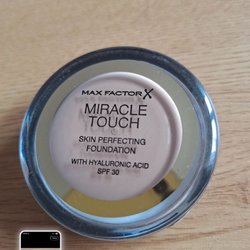 MAX FACTOR X
MIRACLE
TOUCH
SKIN PERFECTING
FOUNDATION
WITH HYALURONIC ACID
SPF 30